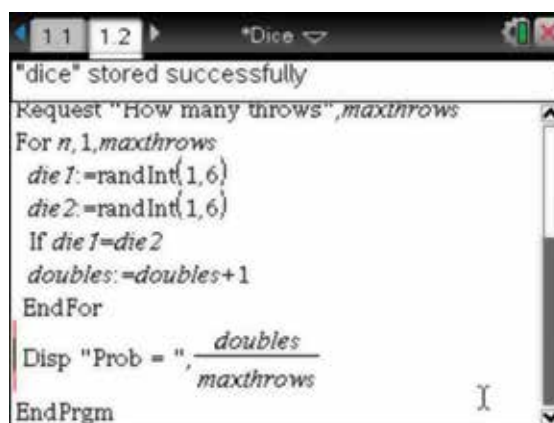 1.1 1.2 *Dice
"dice" stored successfully
Request "How many throws",maxthrows
For n,1,maxthrows
die1:=randInt(1,6)
die2:=randInt(1,6)
If die1=die2
doubles:=doubles+1
EndFor
Disp "Prob = ",doubles/maxthrows
EndPrgm